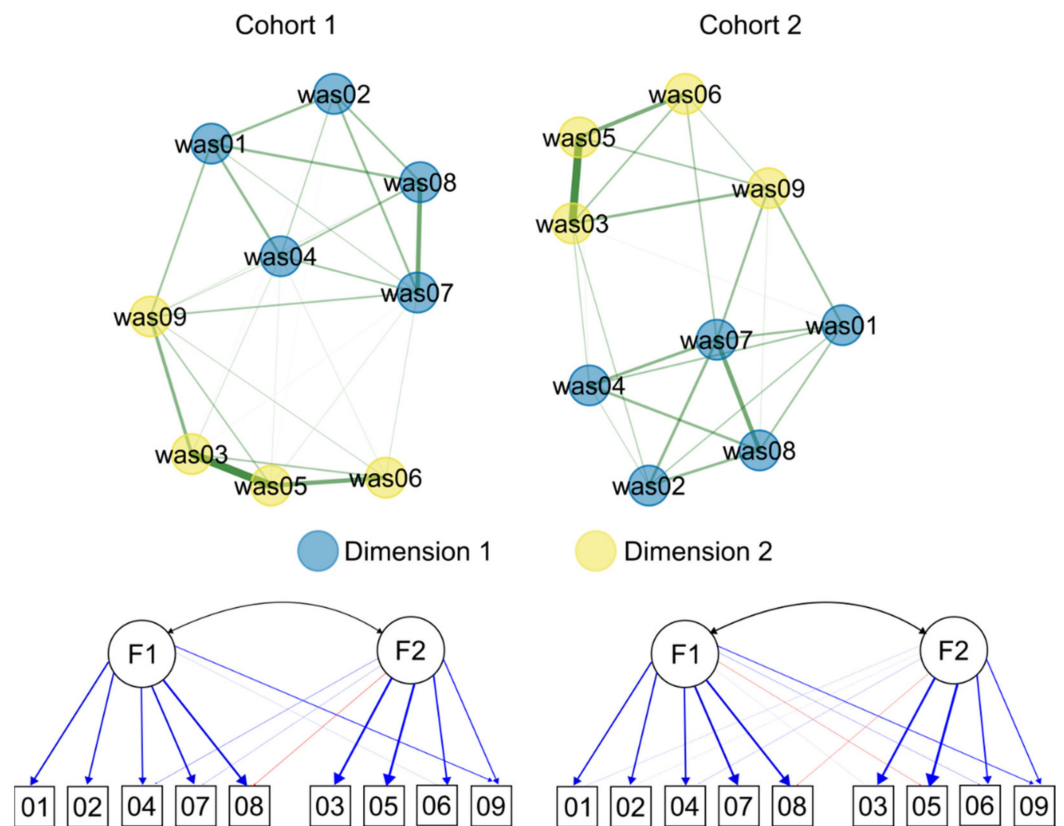 Cohort 1
Cohort 2
was02
was01
was08
was04
was07
was09
was03
was05
was06
was06
was05
was09
was03
was07
was01
was04
was08
was02
Dimension 1
Dimension 2
F1
F2
F1
F2
01 02 04 07 08 03 05 06 09
01 02 04 07 08 03 05 06 09